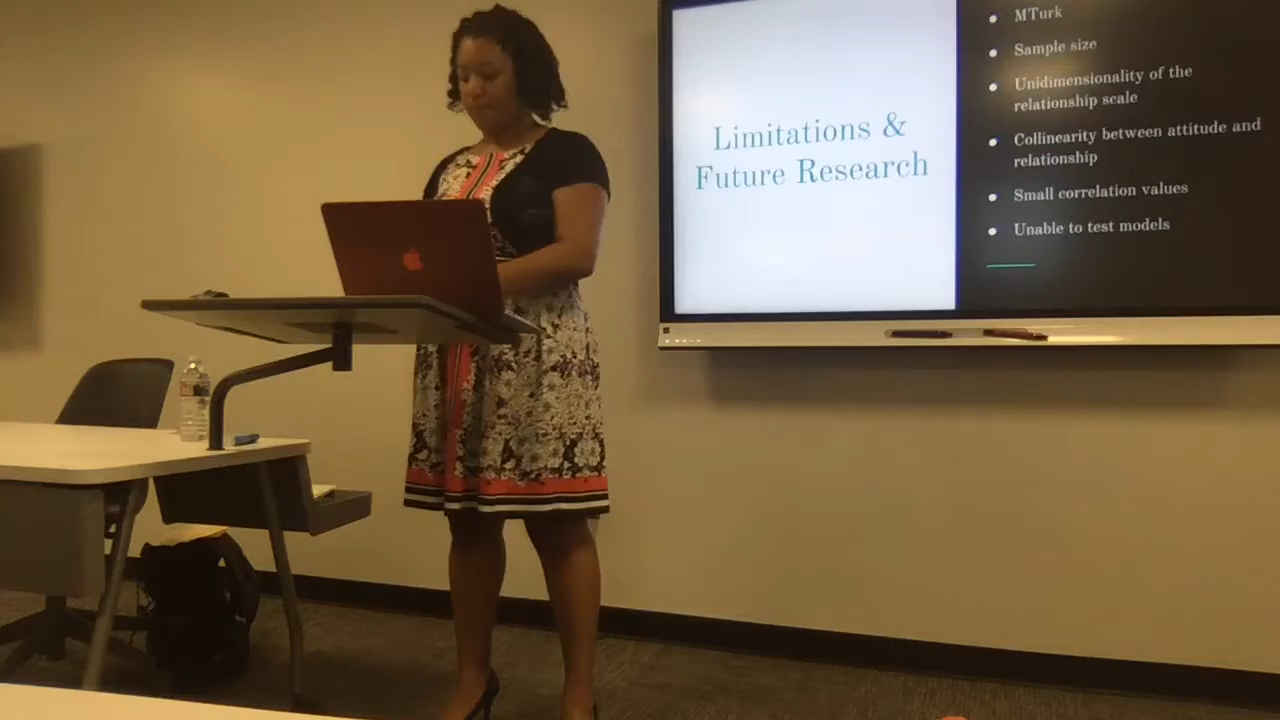 Limitations &
Future Research
MTurk
Sample size
Unidimensionality of the
relationship scale
Collinearity between attitude and
relationship
Small correlation values
Unable to test models